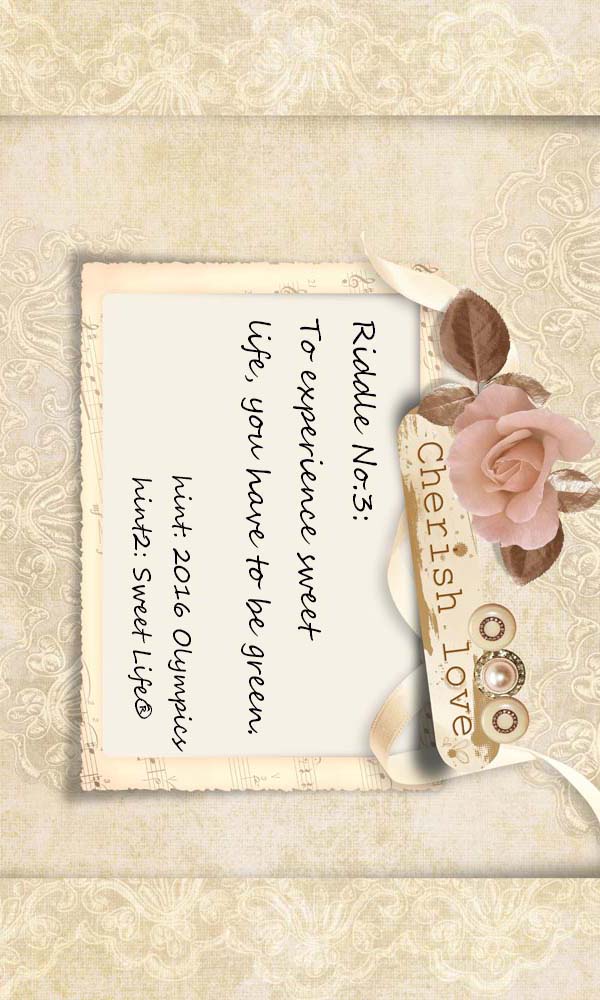 Cherish love
Riddle No.3:
To experience sweet
life, you have to be green.
hint: 2016 Olympics
hint2: Sweet Life®